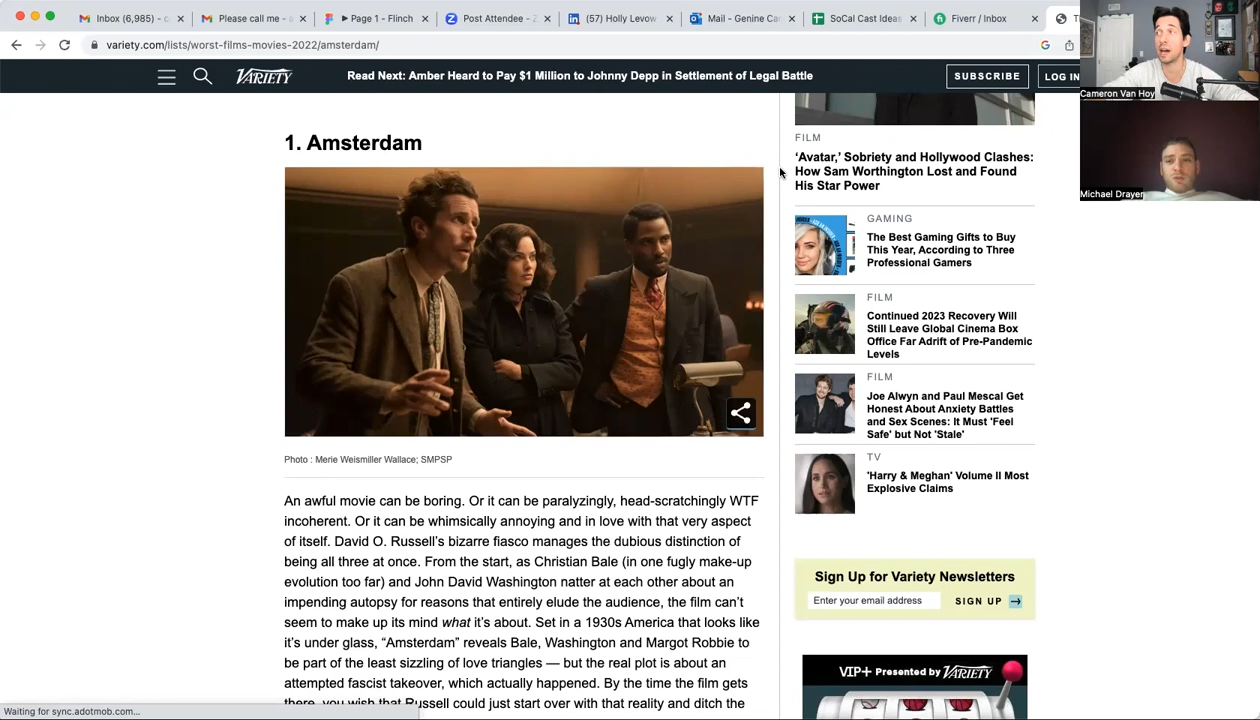 Inbox (6,985) - c
Please call me -
Page 1 - Flinch
Post Attendee - Z
(57) Holly Levow
Mail - Genine Ca
SoCal Cast Ideas
Fiverr / Inbox
variety.com/lists/worst-films-movies-2022/amsterdam/
VARIETY
Read Next: Amber Heard to Pay $1 Million to Johnny Depp in Settlement of Legal Battle
SUBSCRIBE
LOG IN
Cameron Van Hoy
Michael Drayer
1. Amsterdam
Photo : Merie Weismiller Wallace; SMPSP
An awful movie can be boring. Or it can be paralyzingly, head-scratchingly WTF
incoherent. Or it can be whimsically annoying and in love with that very aspect
of itself. David O. Russell’s bizarre fiasco manages the dubious distinction of
being all three at once. From the start, as Christian Bale (in one fugly make-up
evolution too far) and John David Washington natter at each other about an
impending autopsy for reasons that entirely elude the audience, the film can’t
seem to make up its mind what it’s about. Set in a 1930s America that looks like
it’s under glass, “Amsterdam” reveals Bale, Washington and Margot Robbie to
be part of the least sizzling of love triangles — but the real plot is about an
attempted fascist takeover, which actually happened. By the time the film gets
there, you wish that Russell could just start over with that reality and ditch the
FILM
‘Avatar,’ Sobriety and Hollywood Clashes:
How Sam Worthington Lost and Found
His Star Power
GAMING
The Best Gaming Gifts to Buy
This Year, According to Three
Professional Gamers
FILM
Continued 2023 Recovery Will
Still Leave Global Cinema Box
Office Far Adrift of Pre-Pandemic
Levels
FILM
Joe Alwyn and Paul Mescal Get
Honest About Anxiety Battles
and Sex Scenes: It Must 'Feel
Safe' but Not 'Stale'
TV
'Harry & Meghan' Volume II Most
Explosive Claims
Sign Up for Variety Newsletters
Enter your email address
SIGN UP
VIP+ Presented by VARIETY
Waiting for sync.adotmob.com...